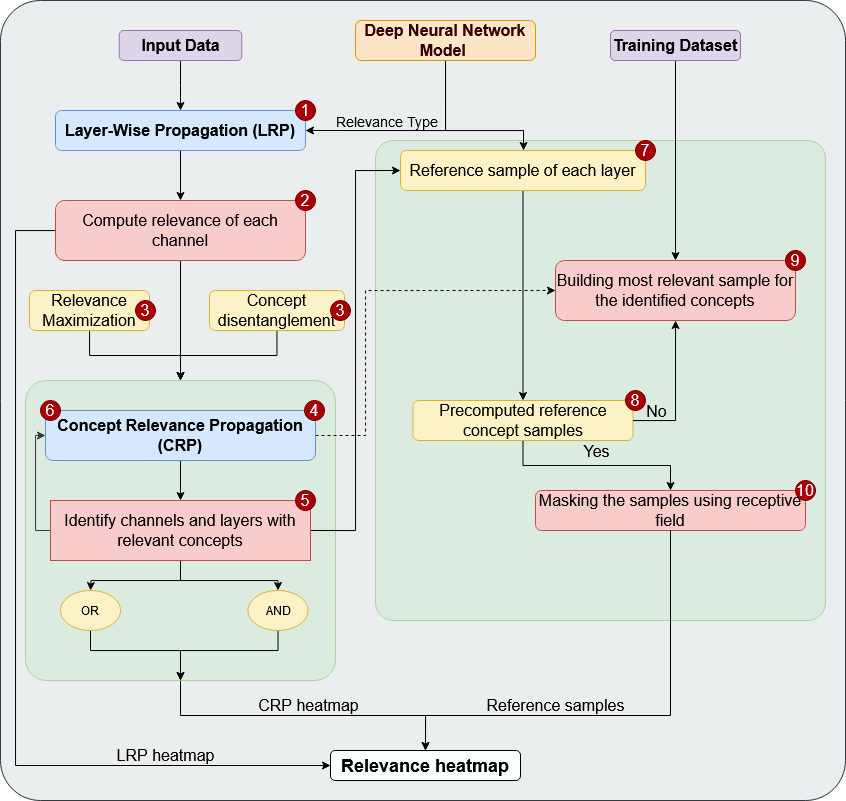 Input Data
Deep Neural Network
Model
Training Dataset
1
Layer-Wise Propagation (LRP)
Relevance Type
7
Reference sample of each layer
2
Compute relevance of each
channel
9
Building most relevant sample for
the identified concepts
Relevance
Maximization
3
Concept
disentanglement
3
6
4
Concept Relevance Propagation
(CRP)
8
Precomputed reference
concept samples
No
Yes
5
Identify channels and layers with
relevant concepts
10
Masking the samples using receptive
field
OR
AND
CRP heatmap
Reference samples
LRP heatmap
Relevance heatmap